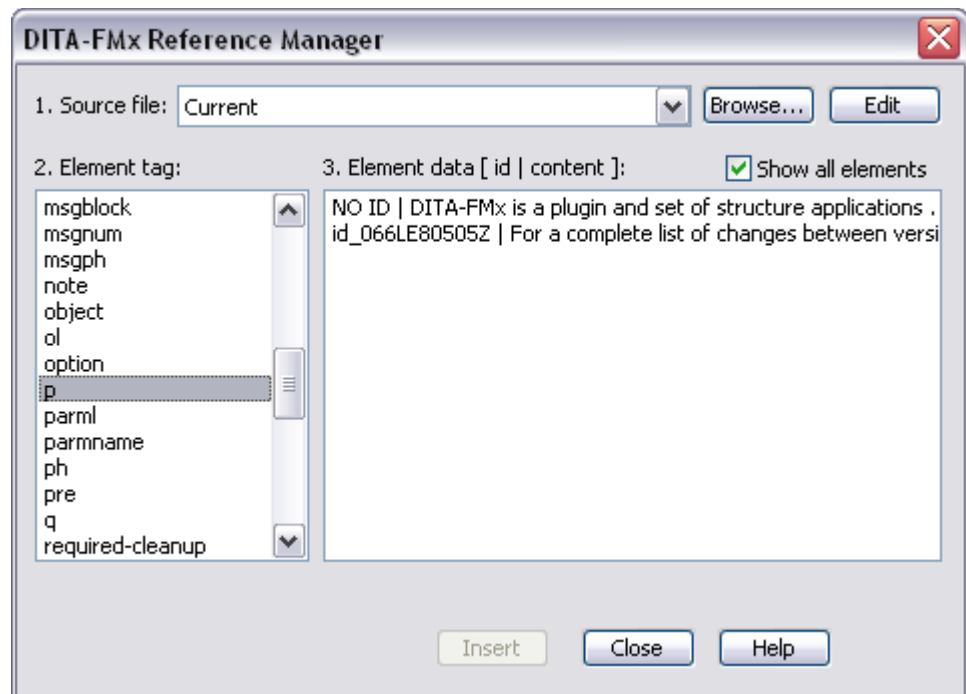 DITA-FMx Reference Manager
1. Source file: Current Browse... Edit
2. Element tag: 3. Element data [ id | content ]: Show all elements
msgblock
msgnum
msgph
note
object
ol
option
p
parml
parmname
ph
pre
q
required-cleanup
NO ID | DITA-FMx is a plugin and set of structure applications .
id_066LE80505Z | For a complete list of changes between versi
Insert Close Help